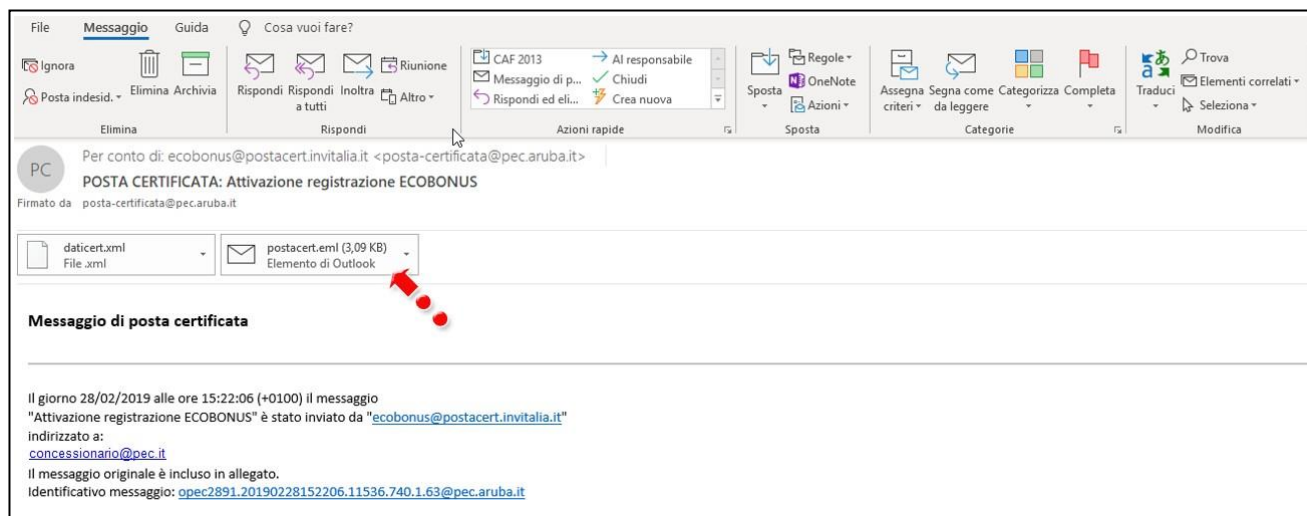 File Messaggio Guida Cosa vuoi fare?
Ignora
Posta indesid.
Elimina
Archivia
Elimina
Rispondi
Rispondi a tutti
Inoltra
Riunione
Altro
Rispondi
CAF 2013
Messaggio di p...
Rispondi ed eli...
Al responsabile
Chiudi
Crea nuova
Azioni rapide
Sposta
Regole
OneNote
Azioni
Sposta
Assegna criteri
Segna come da leggere
Categorizza
Completa
Categorie
Traduci
Trova
Elementi correlati
Seleziona
Modifica
PC
Per conto di: ecobonus@postacert.invitalia.it <posta-certificata@pec.aruba.it>
POSTA CERTIFICATA: Attivazione registrazione ECOBONUS
Firmato da posta-certificata@pec.aruba.it
daticert.xml
File .xml
postacert.eml (3,09 KB)
Elemento di Outlook
Messaggio di posta certificata
Il giorno 28/02/2019 alle ore 15:22:06 (+0100) il messaggio
"Attivazione registrazione ECOBONUS" è stato inviato da "ecobonus@postacert.invitalia.it"
indirizzato a:
concessionario@pec.it
Il messaggio originale è incluso in allegato.
Identificativo messaggio: opec2891.20190228152206.11536.740.1.63@pec.aruba.it